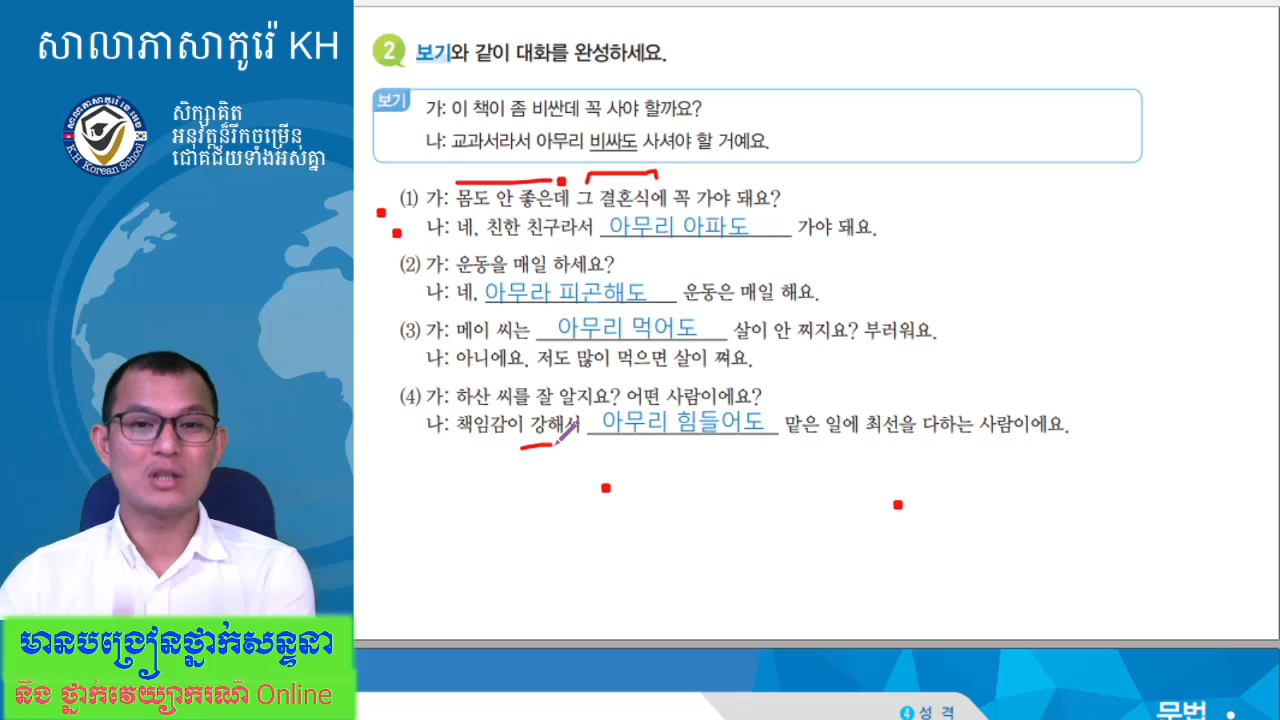 សាលាភាសាកូរ៉េ KH
សាលាភាសាកូរ៉េ ខេ អេច
K.H Korean School
សិក្សាគិត
អនុវត្តន៍រីកចម្រើន
ជោគជ័យទាំងអស់គ្នា
មានបង្រៀនថ្នាក់សន្ទនា
នឹង ថ្នាក់វេយ្យាករណ៍ Online
2 보기와 같이 대화를 완성하세요.
보기
가: 이 책이 좀 비싼데 꼭 사야 할까요?
나: 교과서라서 아무리 비싸도 사셔야 할 거예요.
(1) 가: 몸도 안 좋은데 그 결혼식에 꼭 가야 돼요?
나: 네, 친한 친구라서 아무리 아파도 가야 돼요.
(2) 가: 운동을 매일 하세요?
나: 네, 아무라 피곤해도 운동은 매일 해요.
(3) 가: 메이 씨는 아무리 먹어도 살이 안 찌지요? 부러워요.
나: 아니에요. 저도 많이 먹으면 살이 쪄요.
(4) 가: 하산 씨를 잘 알지요? 어떤 사람이에요?
나: 책임감이 강해서 아무리 힘들어도 맡은 일에 최선을 다하는 사람이에요.
4 성 격
문법